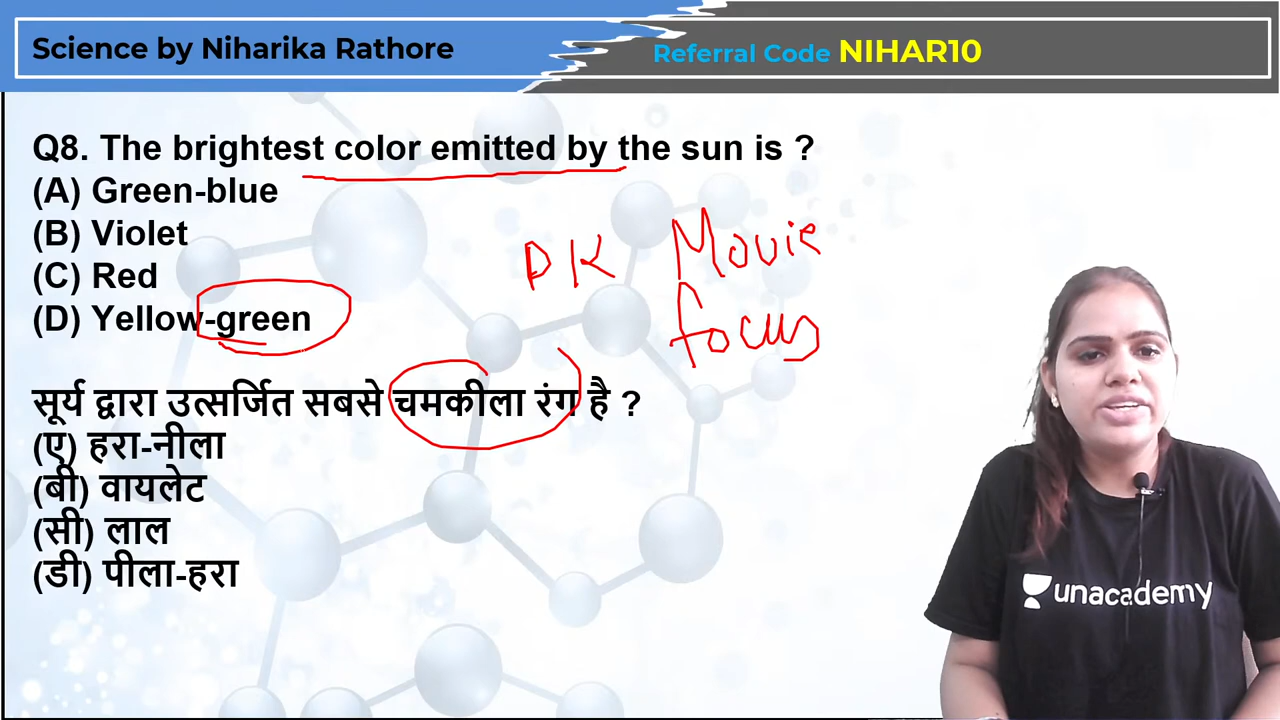 Science by Niharika Rathore
Referral Code NIHAR10
Q8. The brightest color emitted by the sun is ?
(A) Green-blue
(B) Violet
(C) Red
(D) Yellow-green
DK Movie
focus
सूर्य द्वारा उत्सर्जित सबसे चमकीला रंग है ?
(ए) हरा-नीला
(बी) वायलेट
(सी) लाल
(डी) पीला-हरा
unacademy